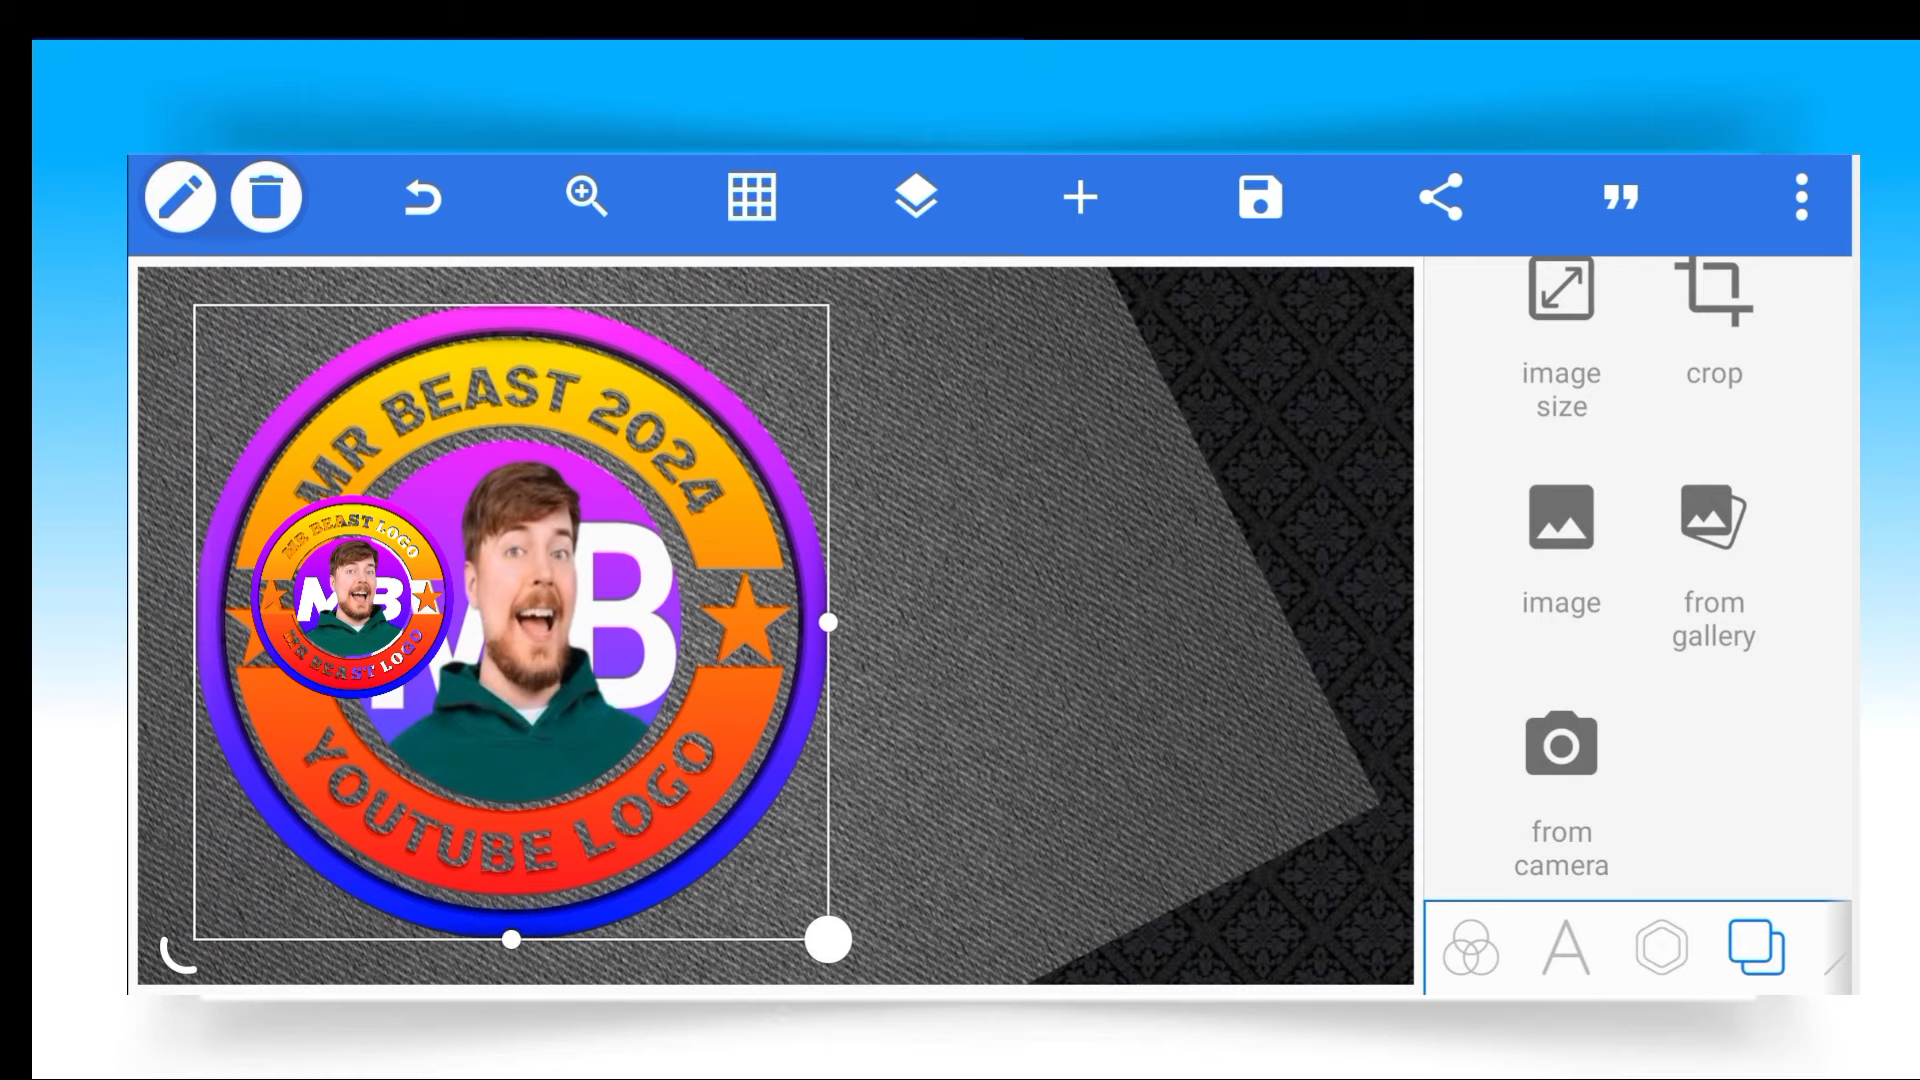 MR BEAST 2024
MR BEAST LOGO
MB
MR BEAST LOGO
MB
YOUTUBE LOGO
image
size
crop
image
from
gallery
from
camera